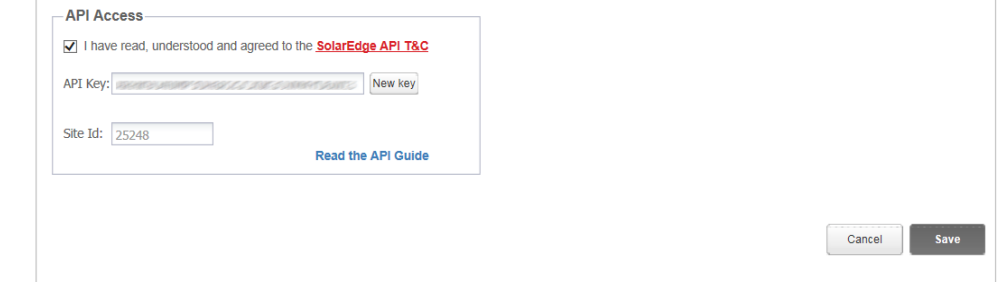 API Access
I have read, understood and agreed to the SolarEdge API T&C
API Key: New key
Site Id: 25248
Read the API Guide
Cancel Save